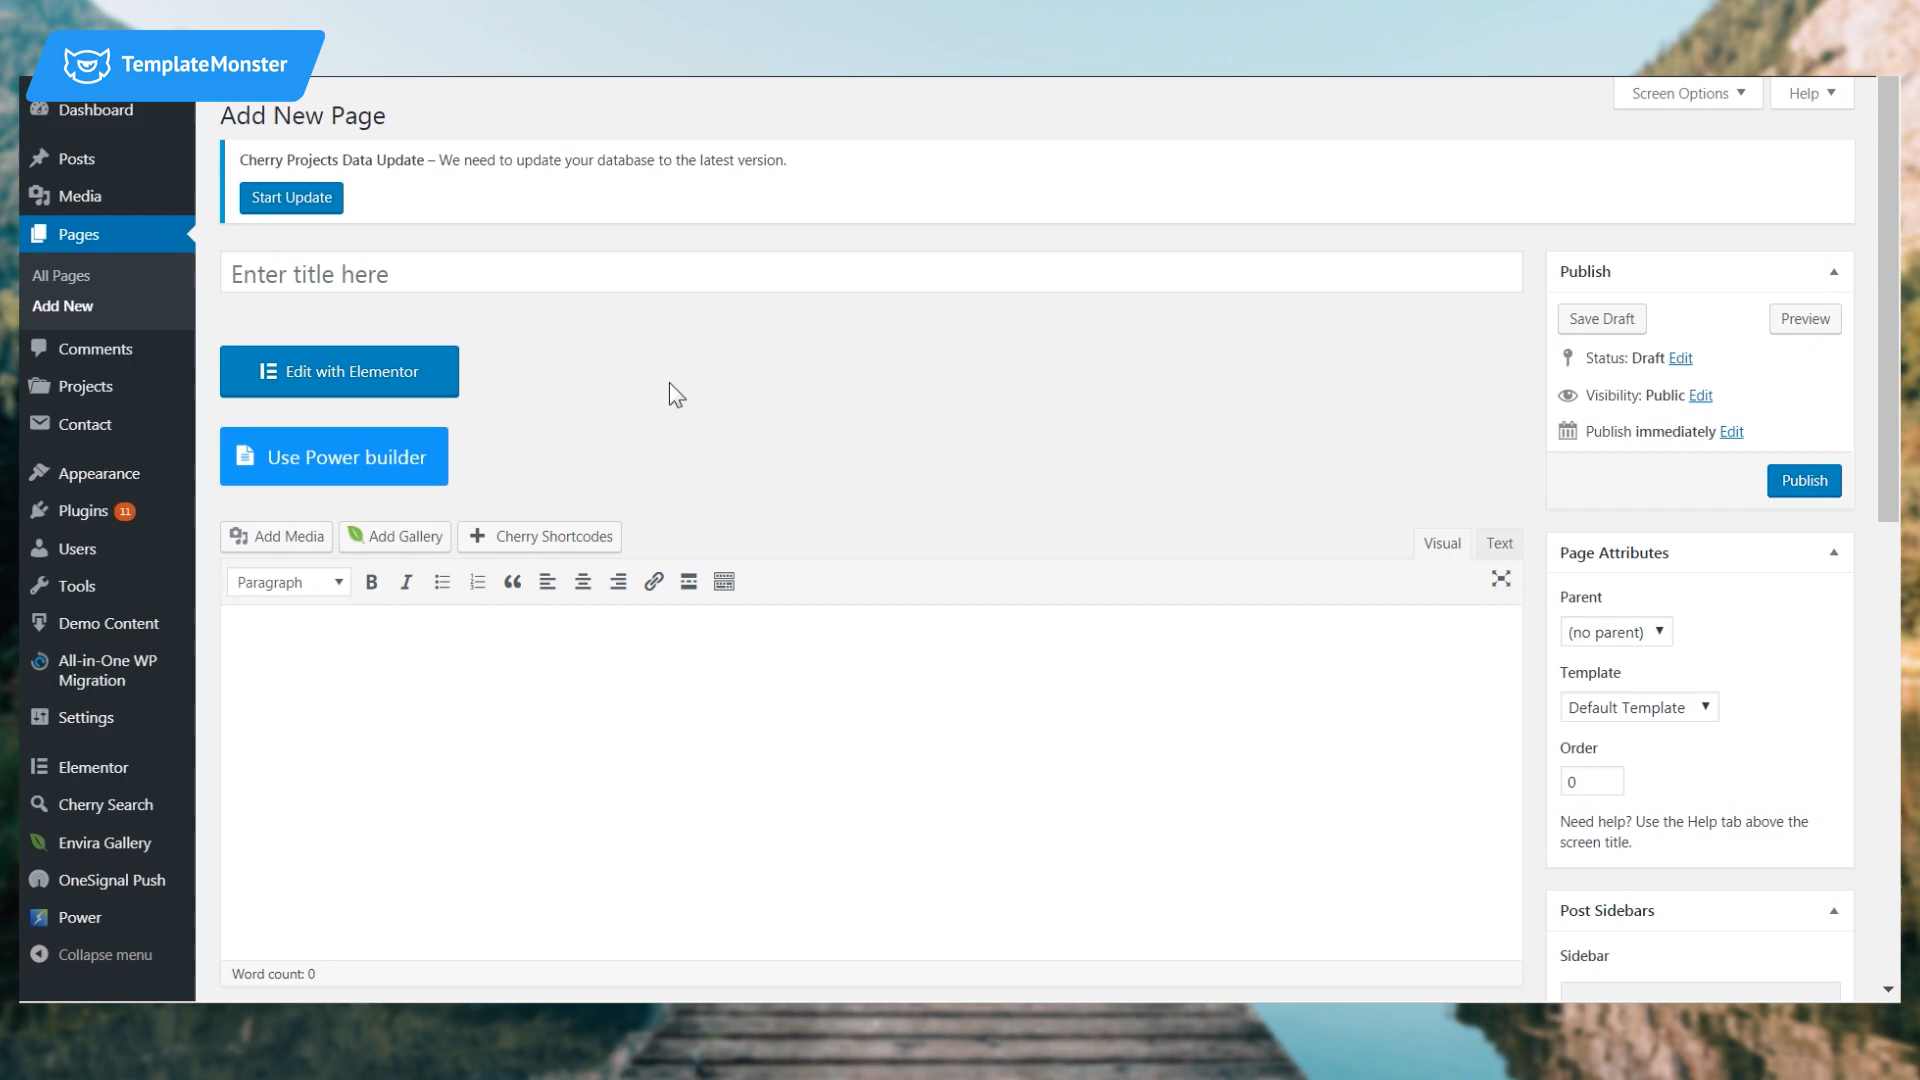 TemplateMonster
Dashboard
Posts
Media
Pages
All Pages
Add New
Comments
Projects
Contact
Appearance
Plugins 11
Users
Tools
Demo Content
All-in-One WP
Migration
Settings
Elementor
Cherry Search
Envira Gallery
OneSignal Push
Power
Collapse menu
Screen Options
Help
Add New Page
Cherry Projects Data Update – We need to update your database to the latest version.
Start Update
Enter title here
Edit with Elementor
Use Power builder
Add Media
Add Gallery
Cherry Shortcodes
Visual
Text
Paragraph
B
I
Word count: 0
Publish
Save Draft
Preview
Status: Draft Edit
Visibility: Public Edit
Publish immediately Edit
Publish
Page Attributes
Parent
(no parent)
Template
Default Template
Order
0
Need help? Use the Help tab above the
screen title.
Post Sidebars
Sidebar